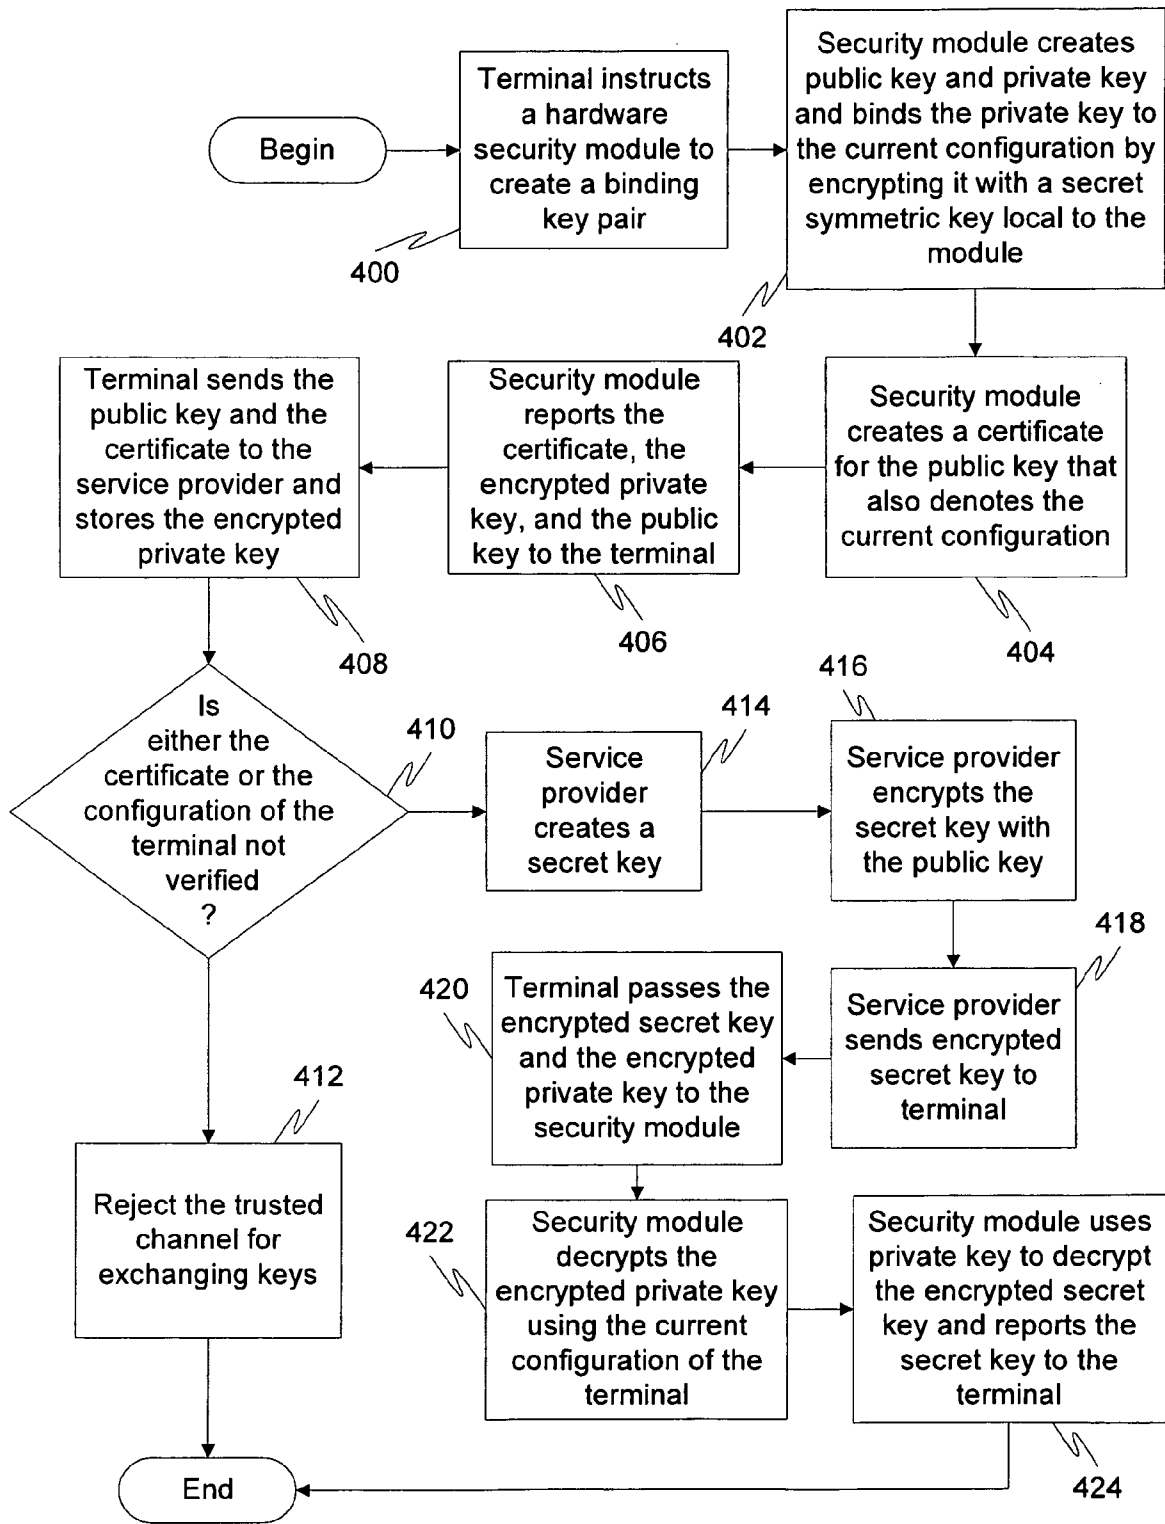 Begin
Terminal instructs
a hardware
security module to
create a binding
key pair
400
Security module creates
public key and private key
and binds the private key to
the current configuration by
encrypting it with a secret
symmetric key local to the
module
402
Security module
creates a certificate
for the public key that
also denotes the
current configuration
404
Security module
reports the
certificate, the
encrypted private
key, and the public
key to the terminal
406
Terminal sends the
public key and the
certificate to the
service provider and
stores the encrypted
private key
408
Is
either the
certificate or the
configuration of the
terminal not
verified
?
410
Service
provider
creates a
secret key
414
Service provider
encrypts the
secret key with
the public key
416
Service provider
sends encrypted
secret key to
terminal
418
Terminal passes the
encrypted secret key
and the encrypted
private key to the
security module
420
Security module
decrypts the
encrypted private key
using the current
configuration of the
terminal
422
Security module uses
private key to decrypt
the encrypted secret
key and reports the
secret key to the
terminal
424
Reject the trusted
channel for
exchanging keys
412
End